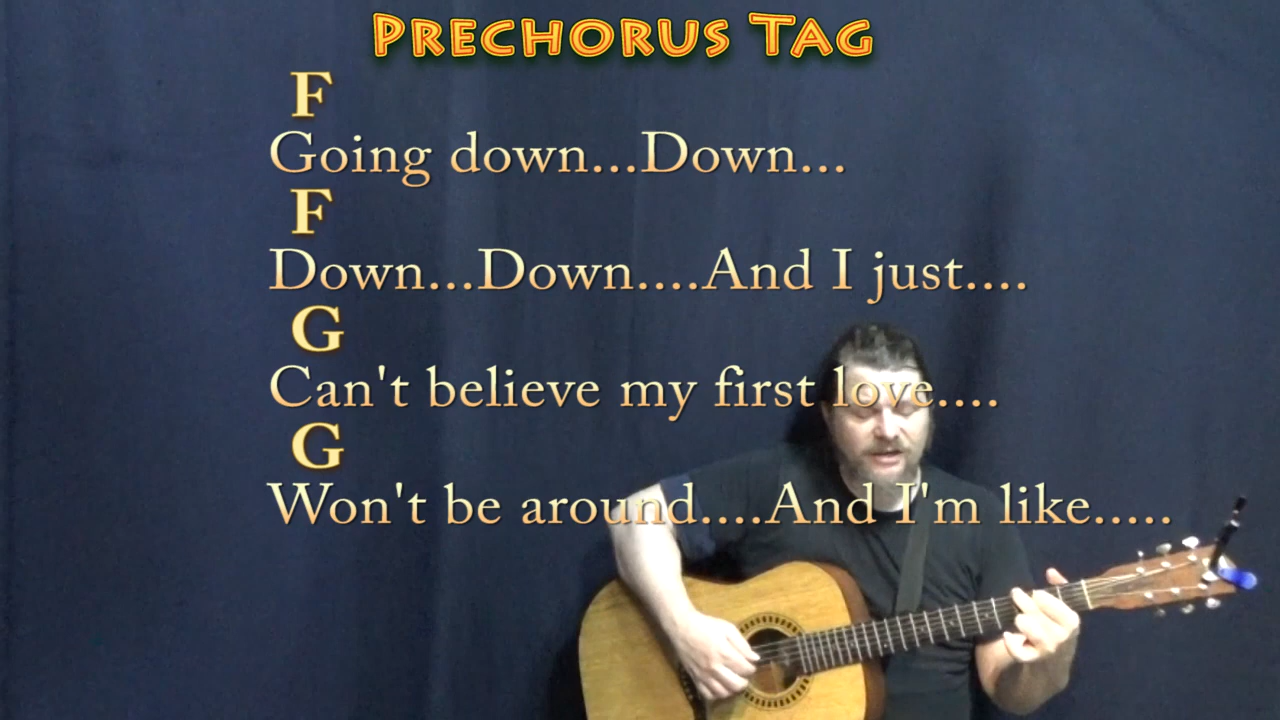 PRECHORUS TAG
F
Going down...Down...
F
Down...Down....And I just....
G
Can't believe my first love....
G
Won't be around....And I'm like.....